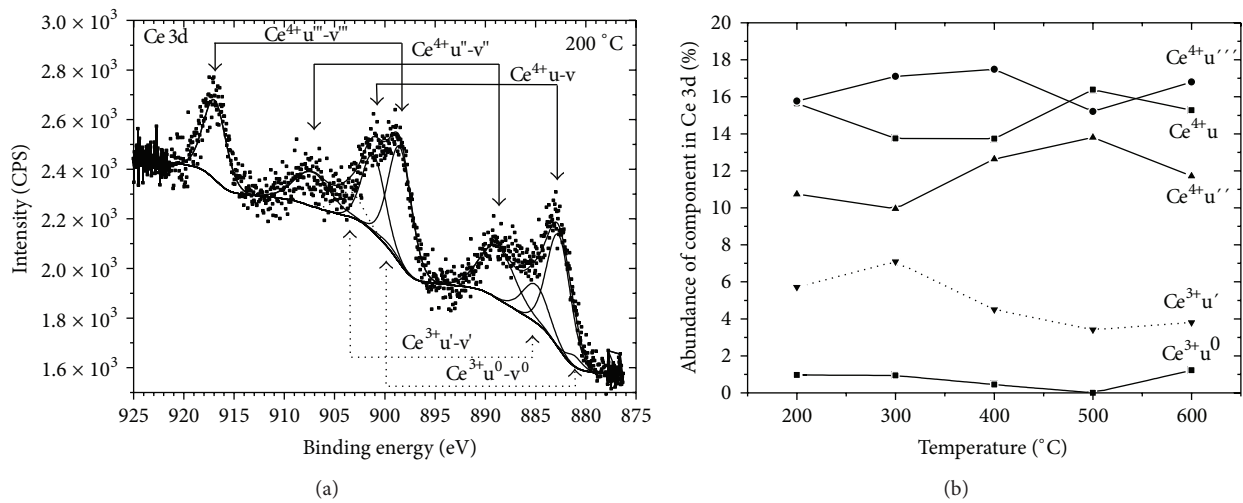 Ce 3d
200 °C
Ce⁴⁺u'''-v'''
Ce⁴⁺u''-v''
Ce⁴⁺u-v
Ce³⁺u'-v'
Ce³⁺u⁰-v⁰
Intensity (CPS)
3.0 × 10³
2.8 × 10³
2.6 × 10³
2.4 × 10³
2.2 × 10³
2.0 × 10³
1.8 × 10³
1.6 × 10³
925 920 915 910 905 900 895 890 885 880 875
Binding energy (eV)
(a)
Abundance of component in Ce 3d (%)
20
18
16
14
12
10
8
6
4
2
0
Ce⁴⁺u′′′
Ce⁴⁺u
Ce⁴⁺u′′
Ce³⁺u′
Ce³⁺u⁰
200 300 400 500 600
Temperature (°C)
(b)